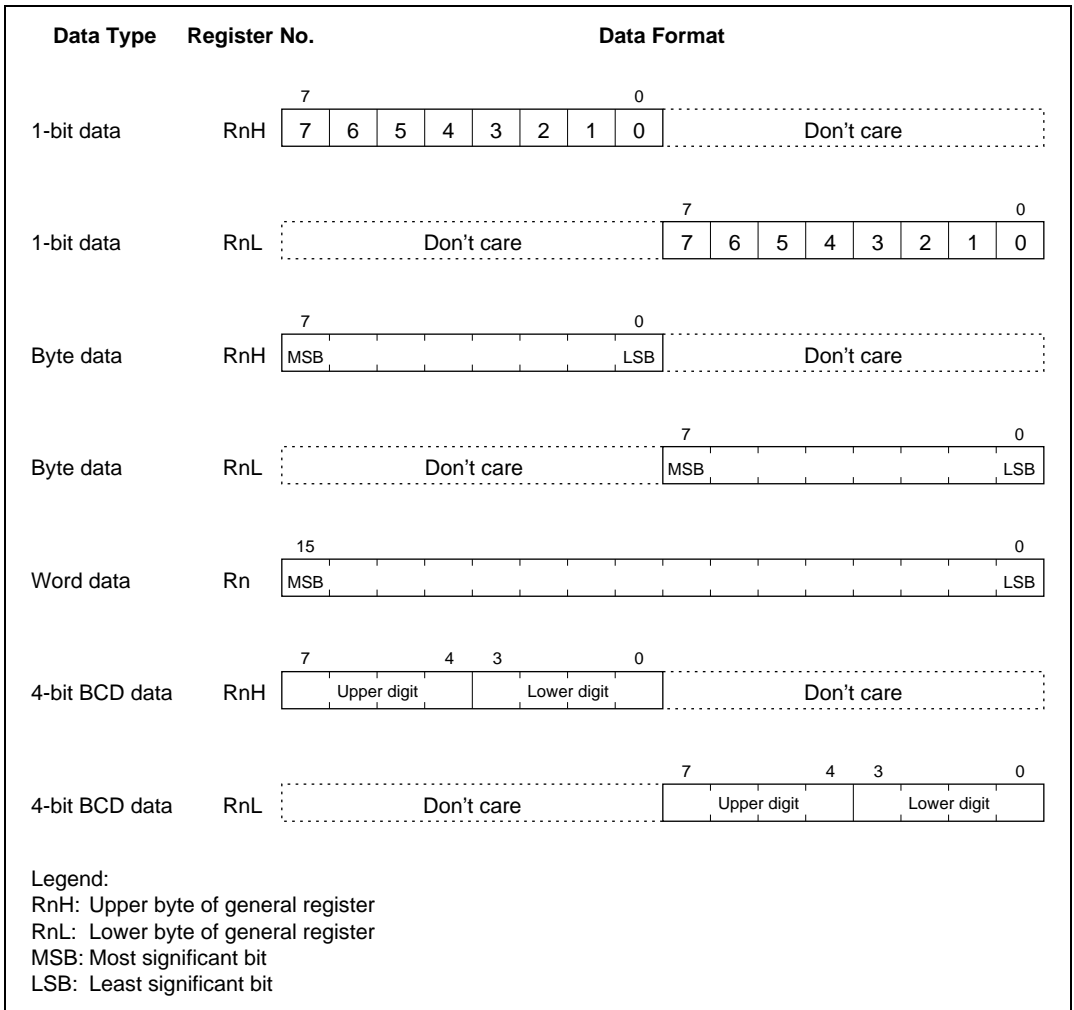 Data Type Register No. Data Format
7 0
1-bit data RnH 7 6 5 4 3 2 1 0 Don't care
7 0
1-bit data RnL Don't care 7 6 5 4 3 2 1 0
7 0
Byte data RnH MSB LSB Don't care
7 0
Byte data RnL Don't care MSB LSB
15 0
Word data Rn MSB LSB
7 4 3 0
4-bit BCD data RnH Upper digit Lower digit Don't care
7 4 3 0
4-bit BCD data RnL Don't care Upper digit Lower digit
Legend:
RnH: Upper byte of general register
RnL: Lower byte of general register
MSB: Most significant bit
LSB: Least significant bit